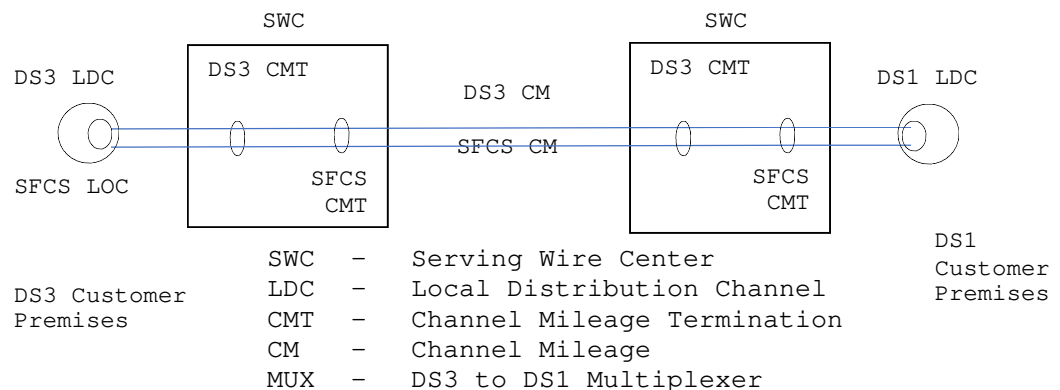 SWC
SWC
DS3 LDC
DS3 CMT
DS3 CM
DS3 CMT
DS1 LDC
SFCS CM
SFCS LOC
SFCS
CMT
SFCS
CMT
DS3 Customer
Premises
DS1
Customer
Premises
SWC – Serving Wire Center
LDC – Local Distribution Channel
CMT – Channel Mileage Termination
CM – Channel Mileage
MUX – DS3 to DS1 Multiplexer